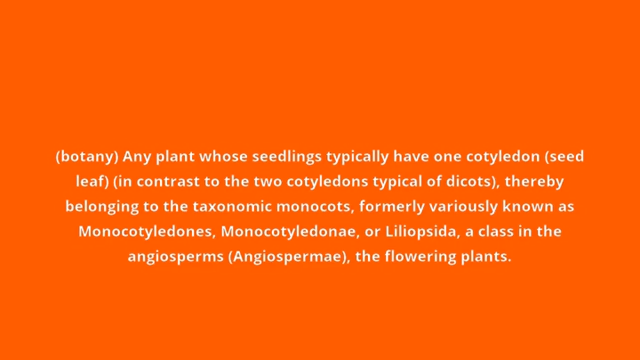 (botany) Any plant whose seedlings typically have one cotyledon (seed
leaf) (in contrast to the two cotyledons typical of dicots), thereby
belonging to the taxonomic monocots, formerly variously known as
Monocotyledones, Monocotyledonae, or Liliopsida, a class in the
angiosperms (Angiospermae), the flowering plants.